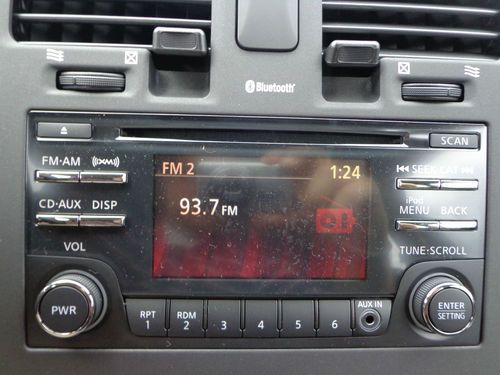 Bluetooth
SCAN
FM·AM (((XM)))
SEEK·CAT
FM 2
1:24
CD·AUX DISP
93.7 FM
iPod
MENU BACK
VOL
TUNE·SCROLL
PWR
RPT
1
RDM
2
3
4
5
6
AUX IN
ENTER
SETTING